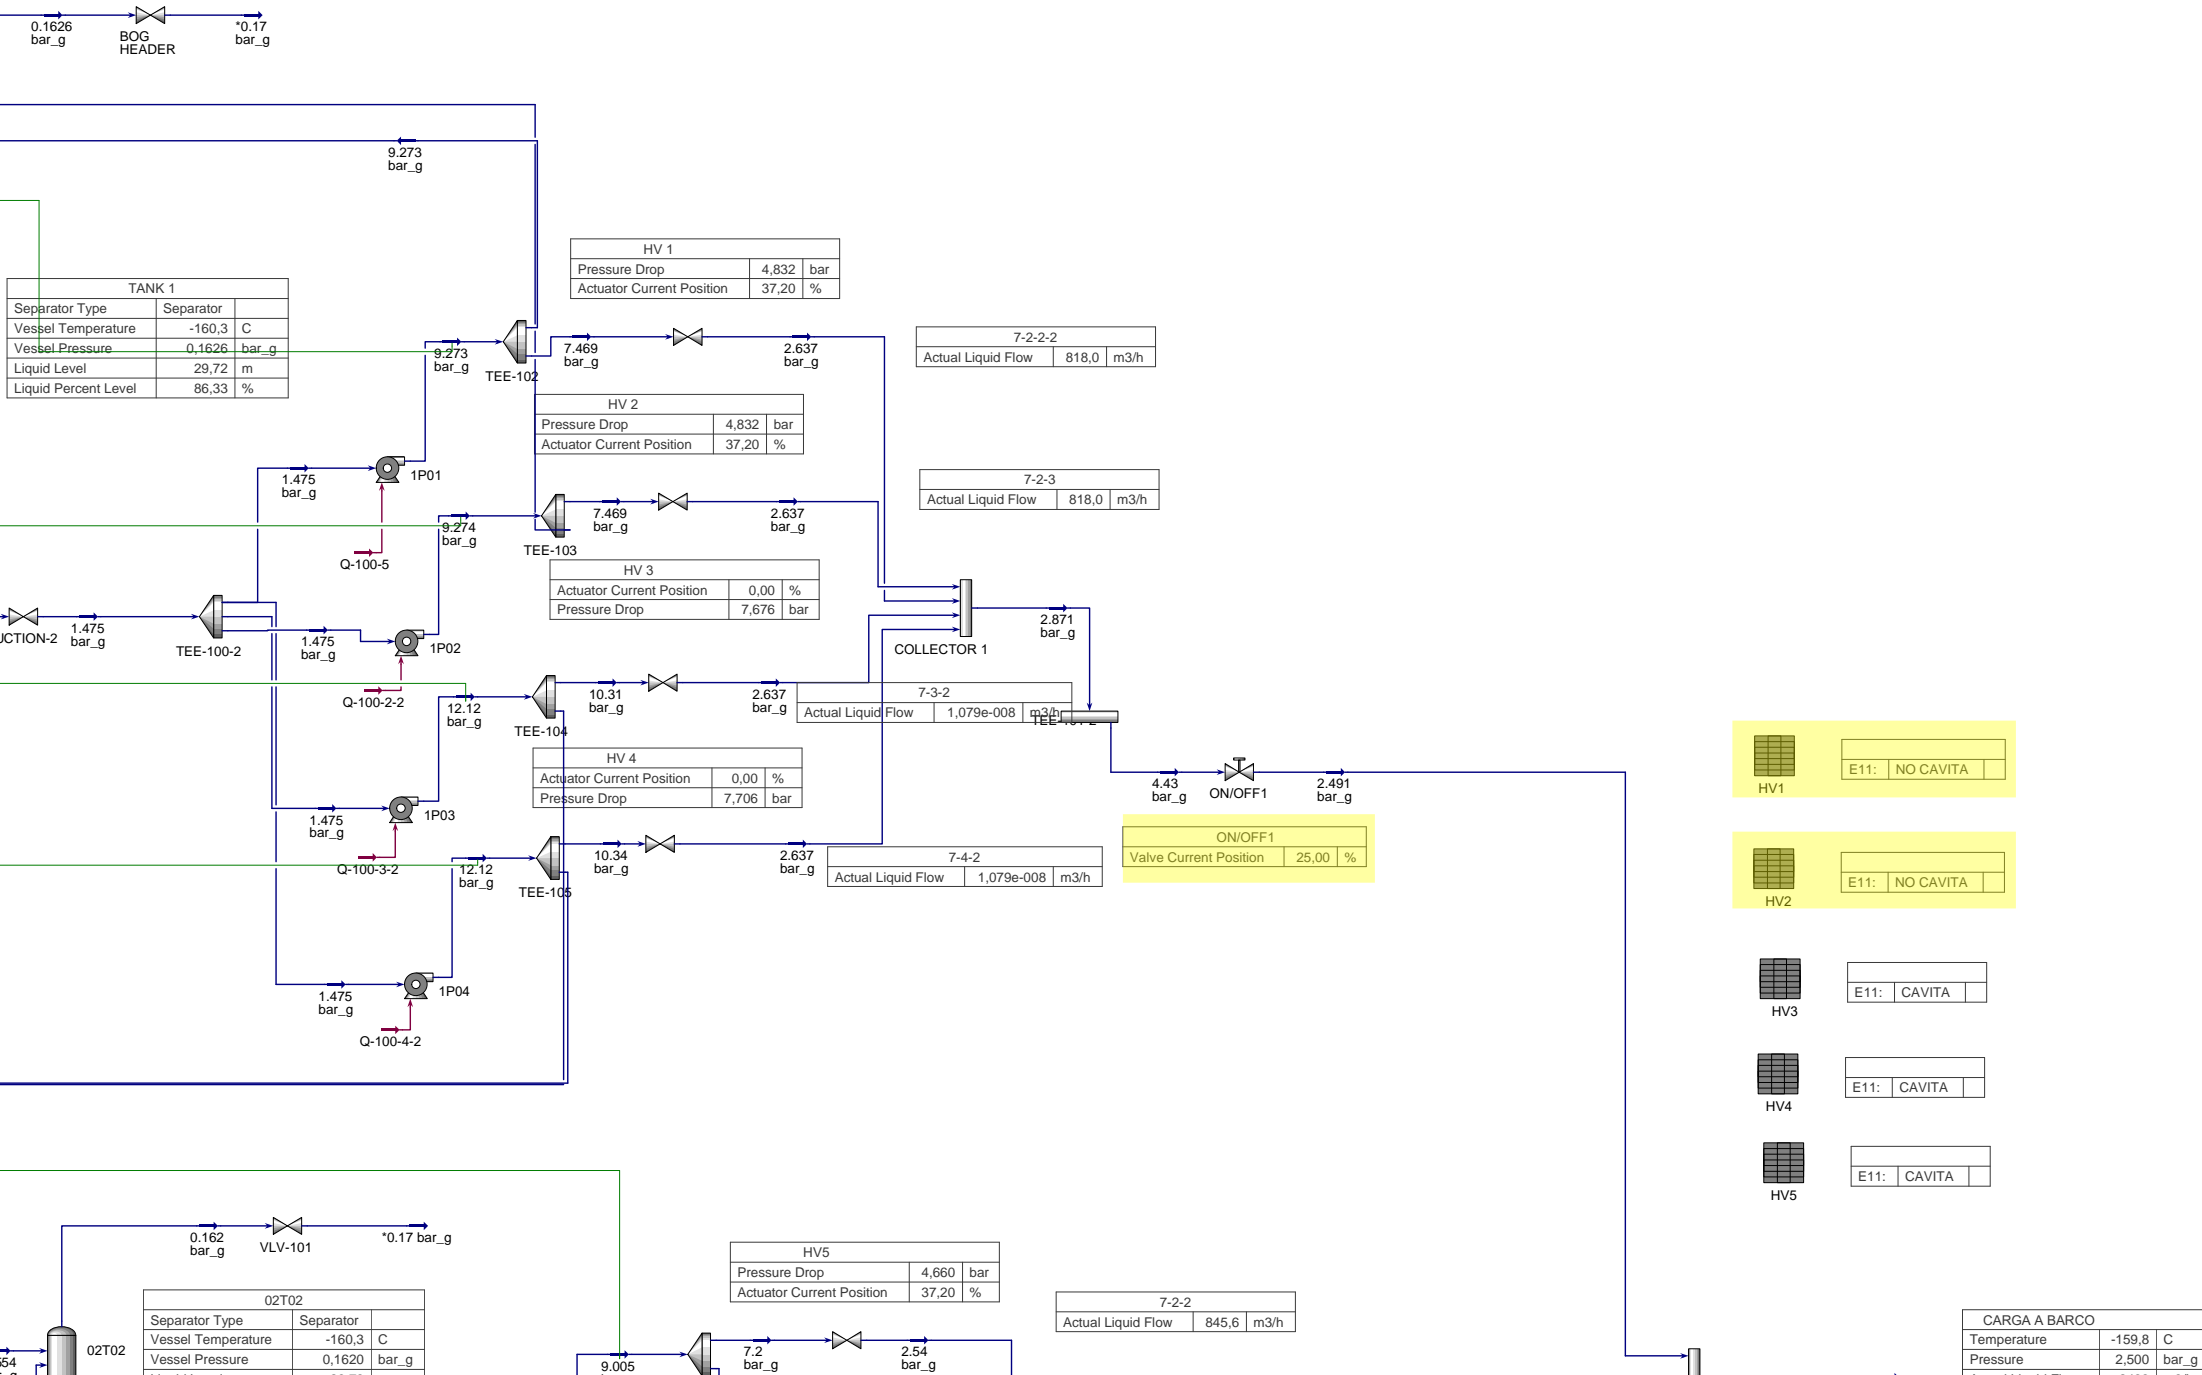 0.1626
bar_g
BOG
HEADER
*0.17
bar_g
9.273
bar_g
HV 1
Pressure Drop 4,832 bar
Actuator Current Position 37,20 %
TANK 1
Separator Type Separator
Vessel Temperature -160,3 C
Vessel Pressure 0,1626 bar_g
Liquid Level 29,72 m
Liquid Percent Level 86,33 %
9.273
bar_g
TEE-102
7.469
bar_g
2.637
bar_g
7-2-2-2
Actual Liquid Flow 818,0 m3/h
HV 2
Pressure Drop 4,832 bar
Actuator Current Position 37,20 %
1.475
bar_g
1P01
7-2-3
Actual Liquid Flow 818,0 m3/h
9.274
bar_g
TEE-103
7.469
bar_g
2.637
bar_g
Q-100-5
HV 3
Actuator Current Position 0,00 %
Pressure Drop 7,676 bar
1.475
bar_g
TEE-100-2
1.475
bar_g
1P02
COLLECTOR 1
2.871
bar_g
Q-100-2-2
12.12
bar_g
TEE-104
10.31
bar_g
2.637
bar_g
7-3-2
Actual Liquid Flow 1,079e-008 m3/h
HV 4
Actuator Current Position 0,00 %
Pressure Drop 7,706 bar
4.43
bar_g
ON/OFF1
2.491
bar_g
HV1
E11: NO CAVITA
1.475
bar_g
1P03
ON/OFF1
Valve Current Position 25,00 %
Q-100-3-2
12.12
bar_g
TEE-105
10.34
bar_g
2.637
bar_g
7-4-2
Actual Liquid Flow 1,079e-008 m3/h
HV2
E11: NO CAVITA
1.475
bar_g
1P04
Q-100-4-2
HV3
E11: CAVITA
HV4
E11: CAVITA
HV5
E11: CAVITA
0.162
bar_g
VLV-101
*0.17 bar_g
HV5
Pressure Drop 4,660 bar
Actuator Current Position 37,20 %
02T02
Separator Type Separator
Vessel Temperature -160,3 C
Vessel Pressure 0,1620 bar_g
02T02
9.005
7.2
bar_g
2.54
bar_g
7-2-2
Actual Liquid Flow 845,6 m3/h
CARGA A BARCO
Temperature -159,8 C
Pressure 2,500 bar_g